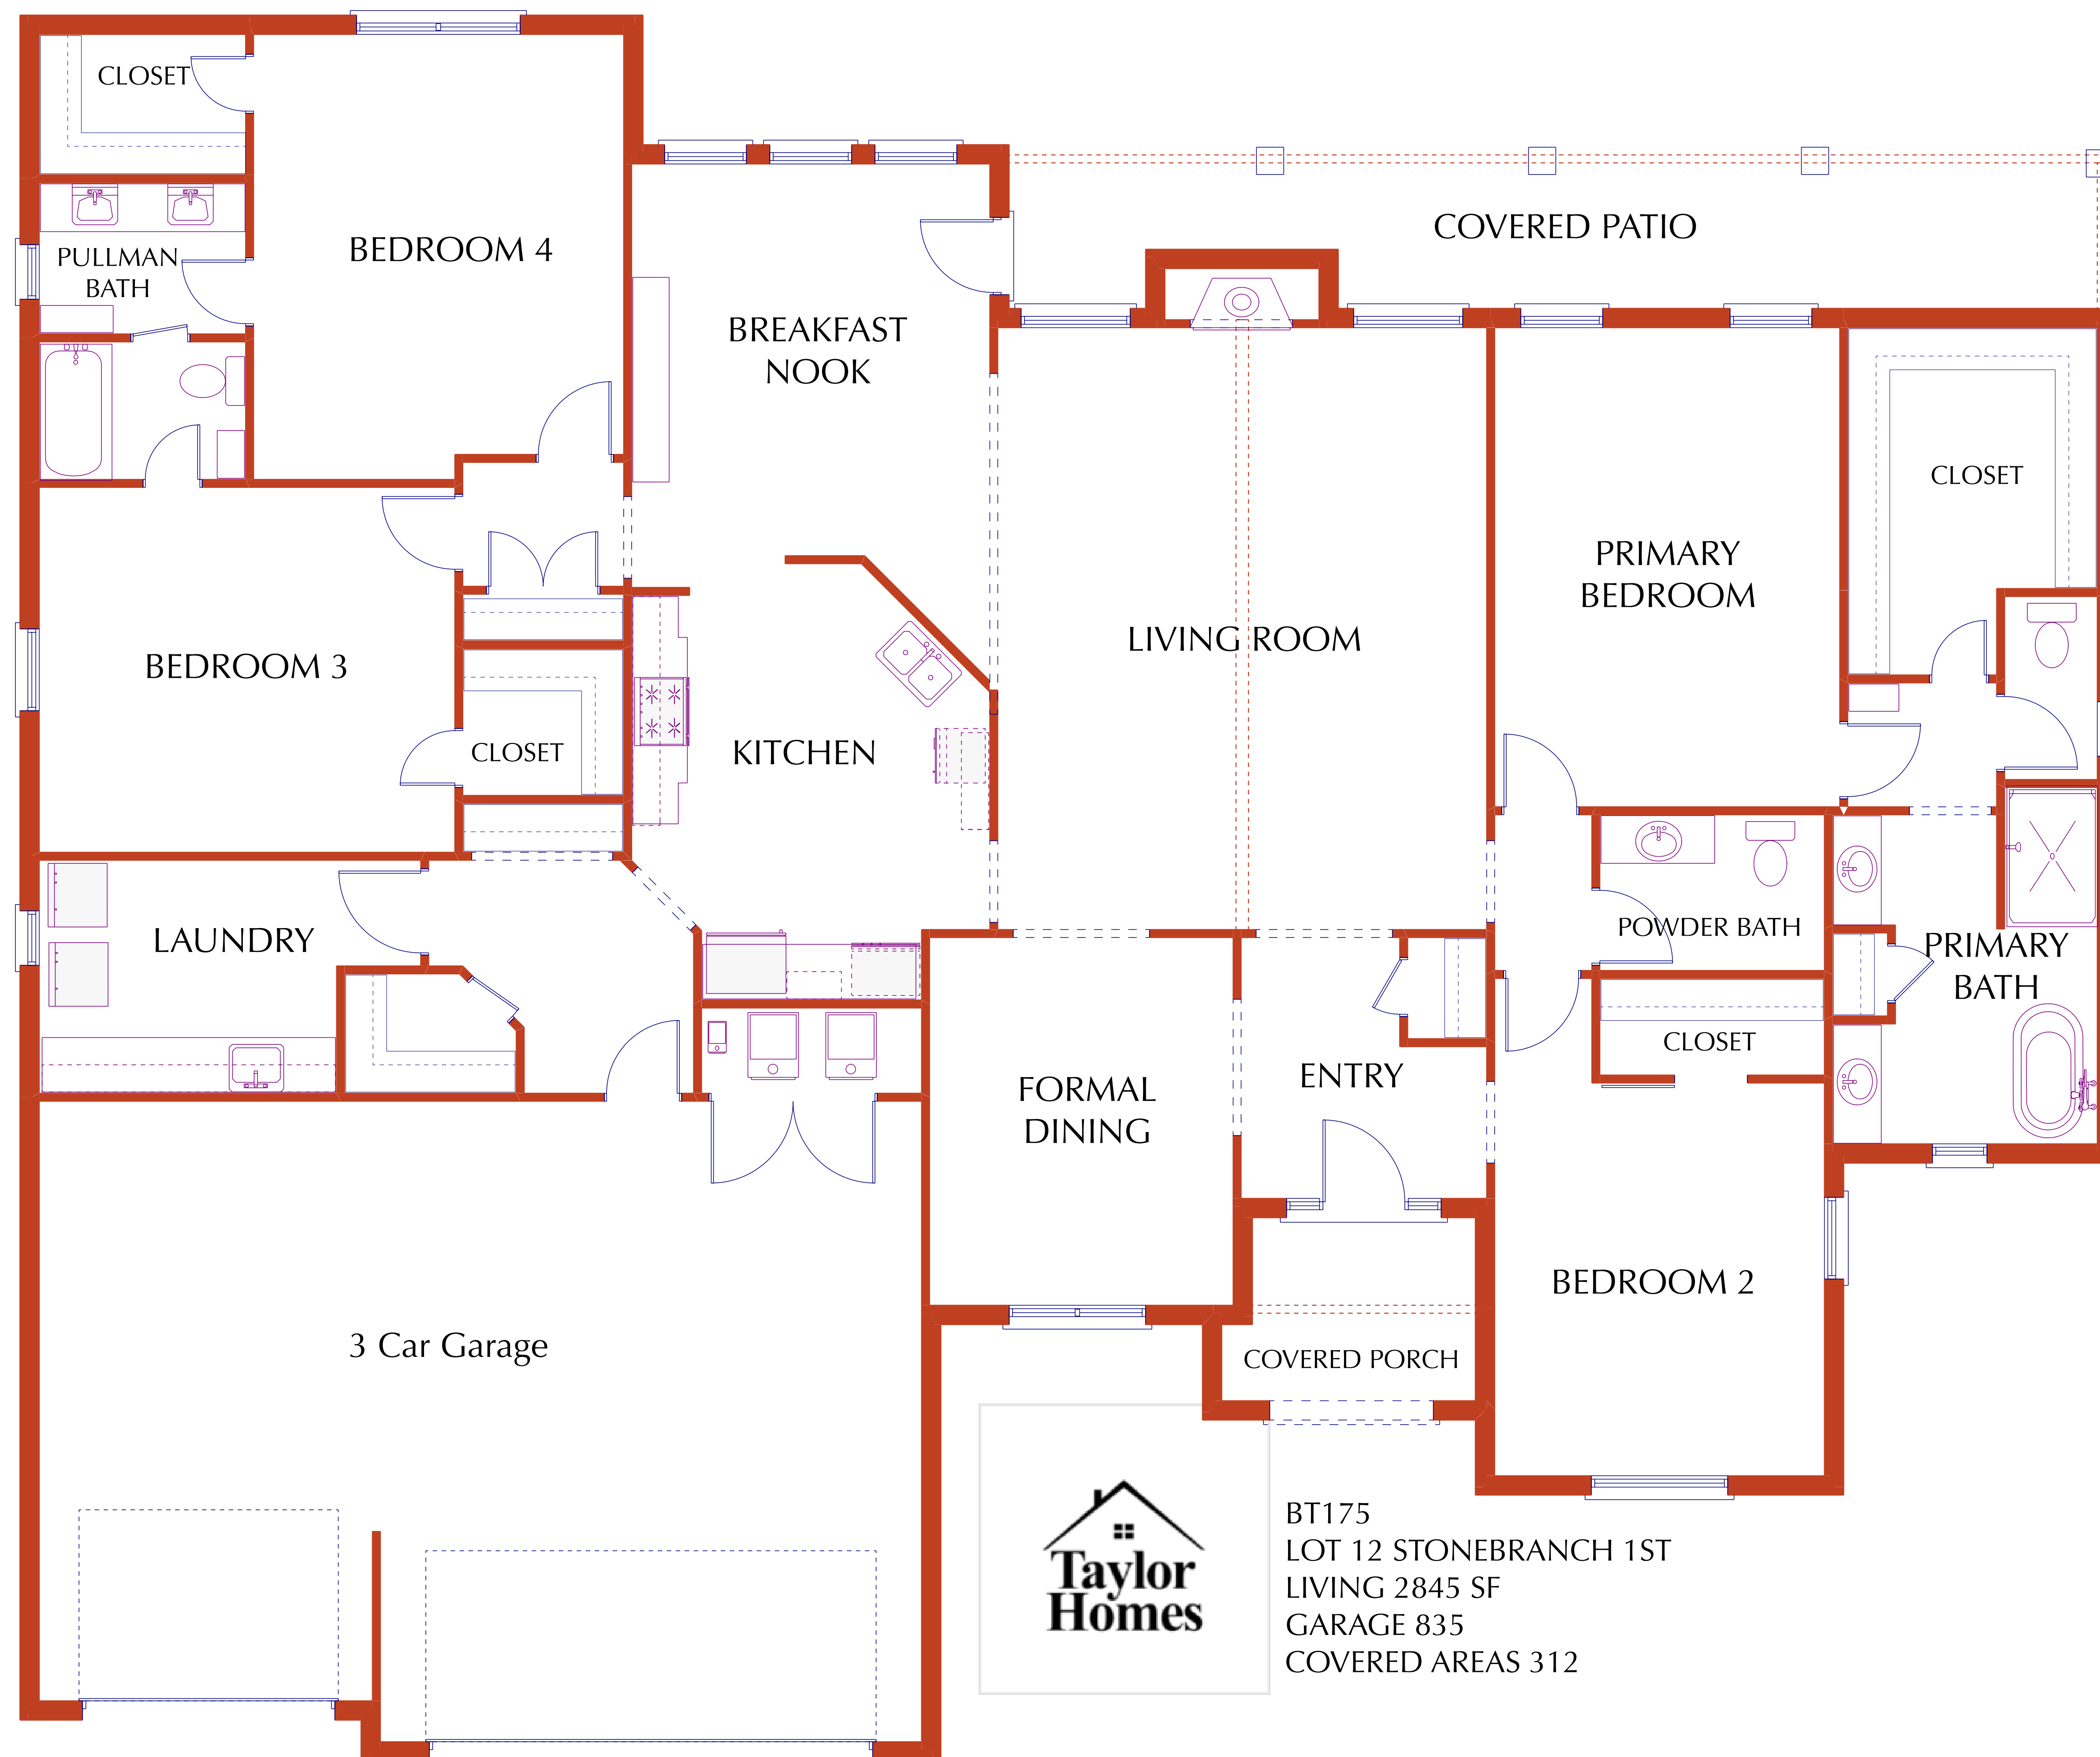 CLOSET
BEDROOM 4
PULLMAN
BATH
BREAKFAST
NOOK
COVERED PATIO
CLOSET
PRIMARY
BEDROOM
LIVING ROOM
BEDROOM 3
CLOSET
KITCHEN
LAUNDRY
POWDER BATH
PRIMARY
BATH
CLOSET
ENTRY
FORMAL
DINING
BEDROOM 2
3 Car Garage
COVERED PORCH
Taylor
Homes
BT175
LOT 12 STONEBRANCH 1ST
LIVING 2845 SF
GARAGE 835
COVERED AREAS 312